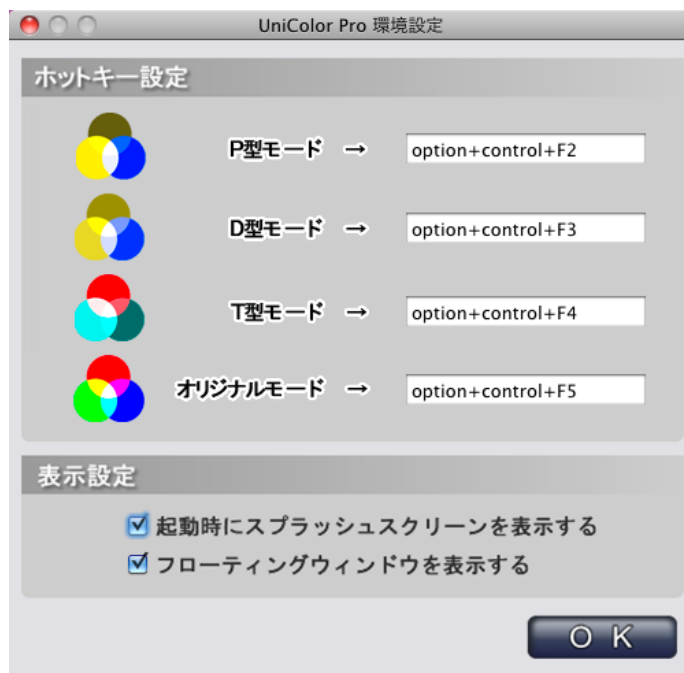 UniColor Pro 環境設定
ホットキー設定
P型モード → option+control+F2
D型モード → option+control+F3
T型モード → option+control+F4
オリジナルモード → option+control+F5
表示設定
起動時にスプラッシュスクリーンを表示する
フローティングウィンドウを表示する
OK